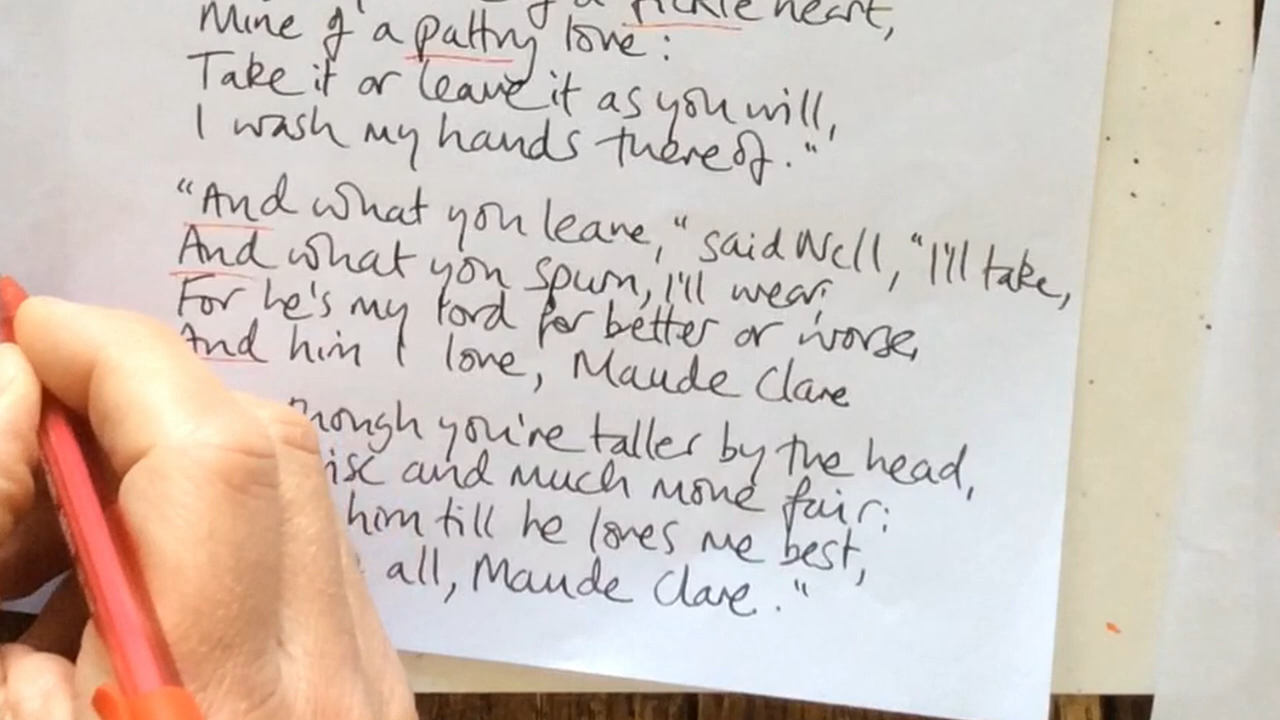 a fickle heart,
Mine of a paltry love:
Take it or leave it as you will,
I wash my hands thereof."
"And what you leave," said Nell, "I'll take,
And what you spurn, I'll wear;
For he's my lord for better or worse,
And him I love, Maude Clare
Though you're taller by the head,
and much more fair:
him till he loves me best,
all, Maude Clare."